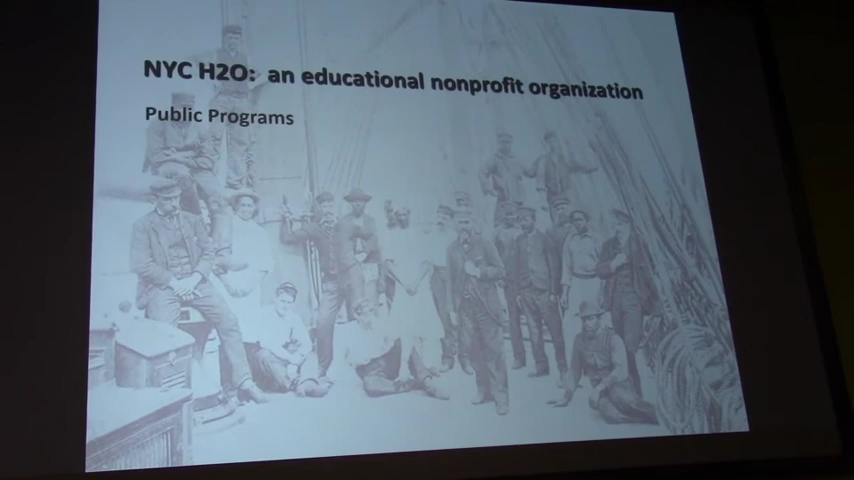 NYC H2O: an educational nonprofit organization
Public Programs